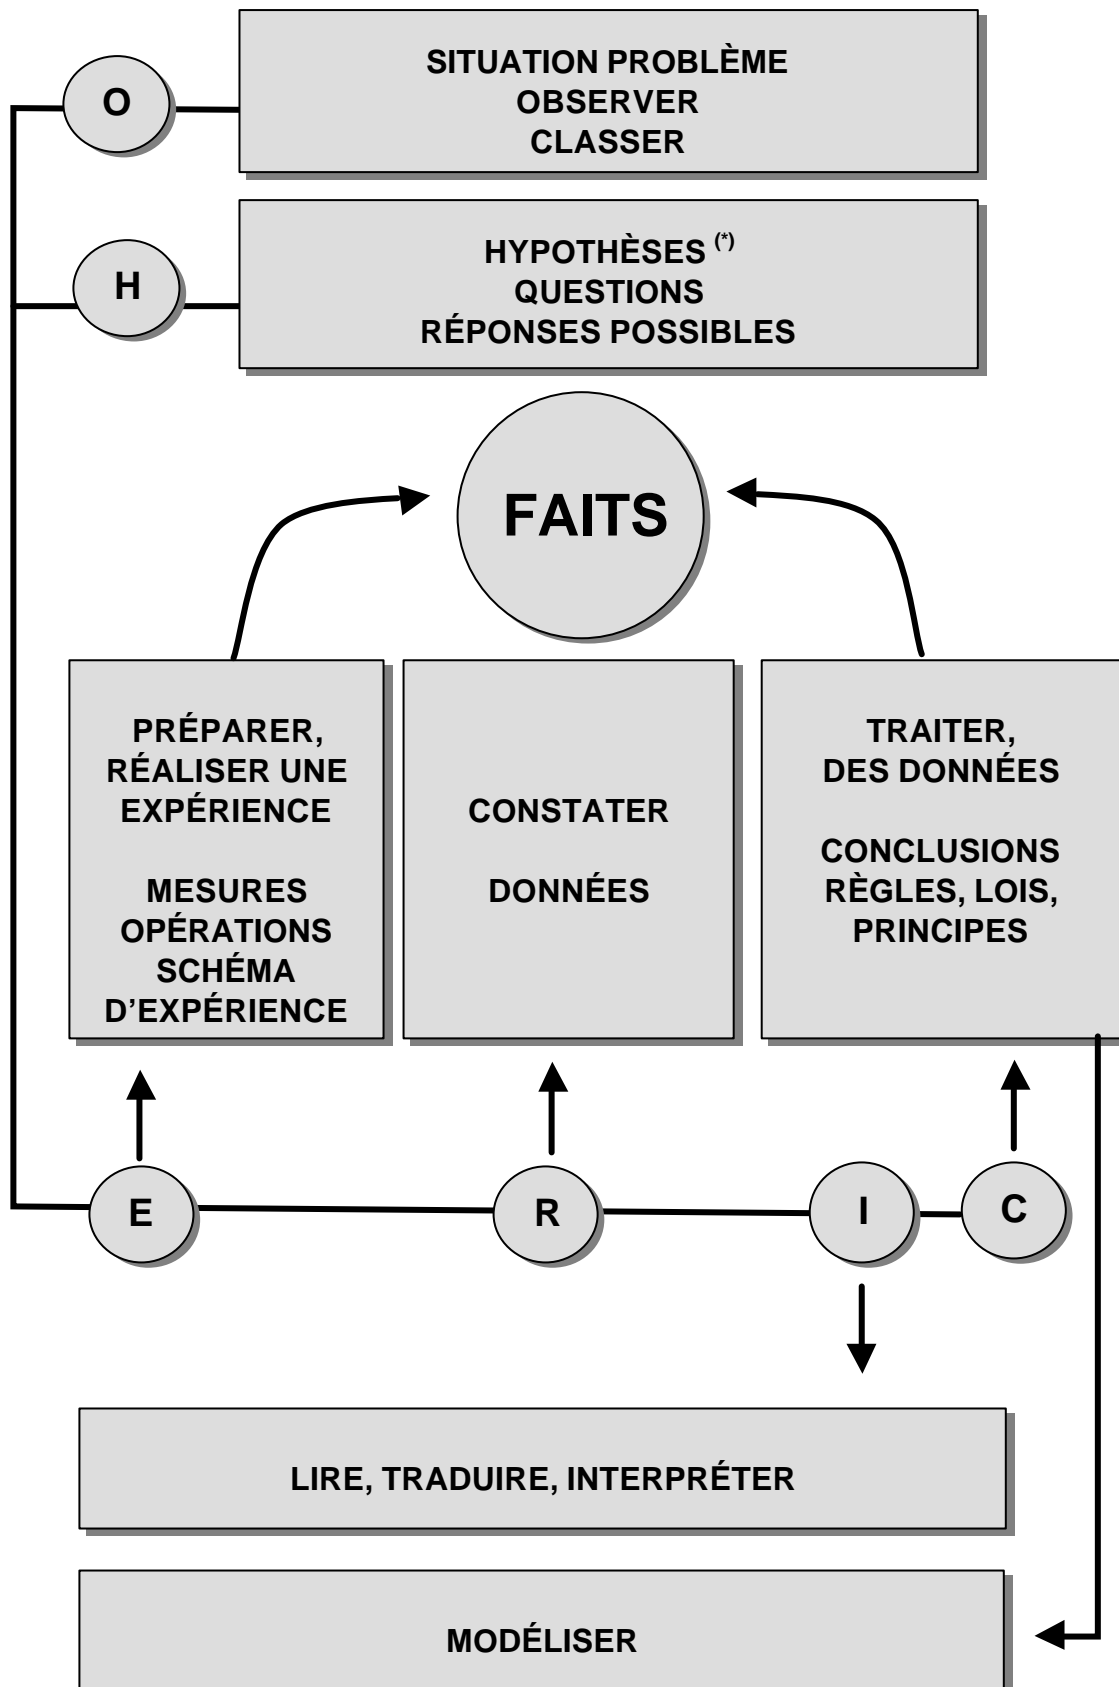 O
SITUATION PROBLÈME
OBSERVER
CLASSER
H
HYPOTHÈSES (*)
QUESTIONS
RÉPONSES POSSIBLES
FAITS
PRÉPARER,
RÉALISER UNE
EXPÉRIENCE
MESURES
OPÉRATIONS
SCHÉMA
D'EXPÉRIENCE
CONSTATER
DONNÉES
TRAITER,
DES DONNÉES
CONCLUSIONS
RÈGLES, LOIS,
PRINCIPES
E
R
I
C
LIRE, TRADUIRE, INTERPRÉTER
MODÉLISER